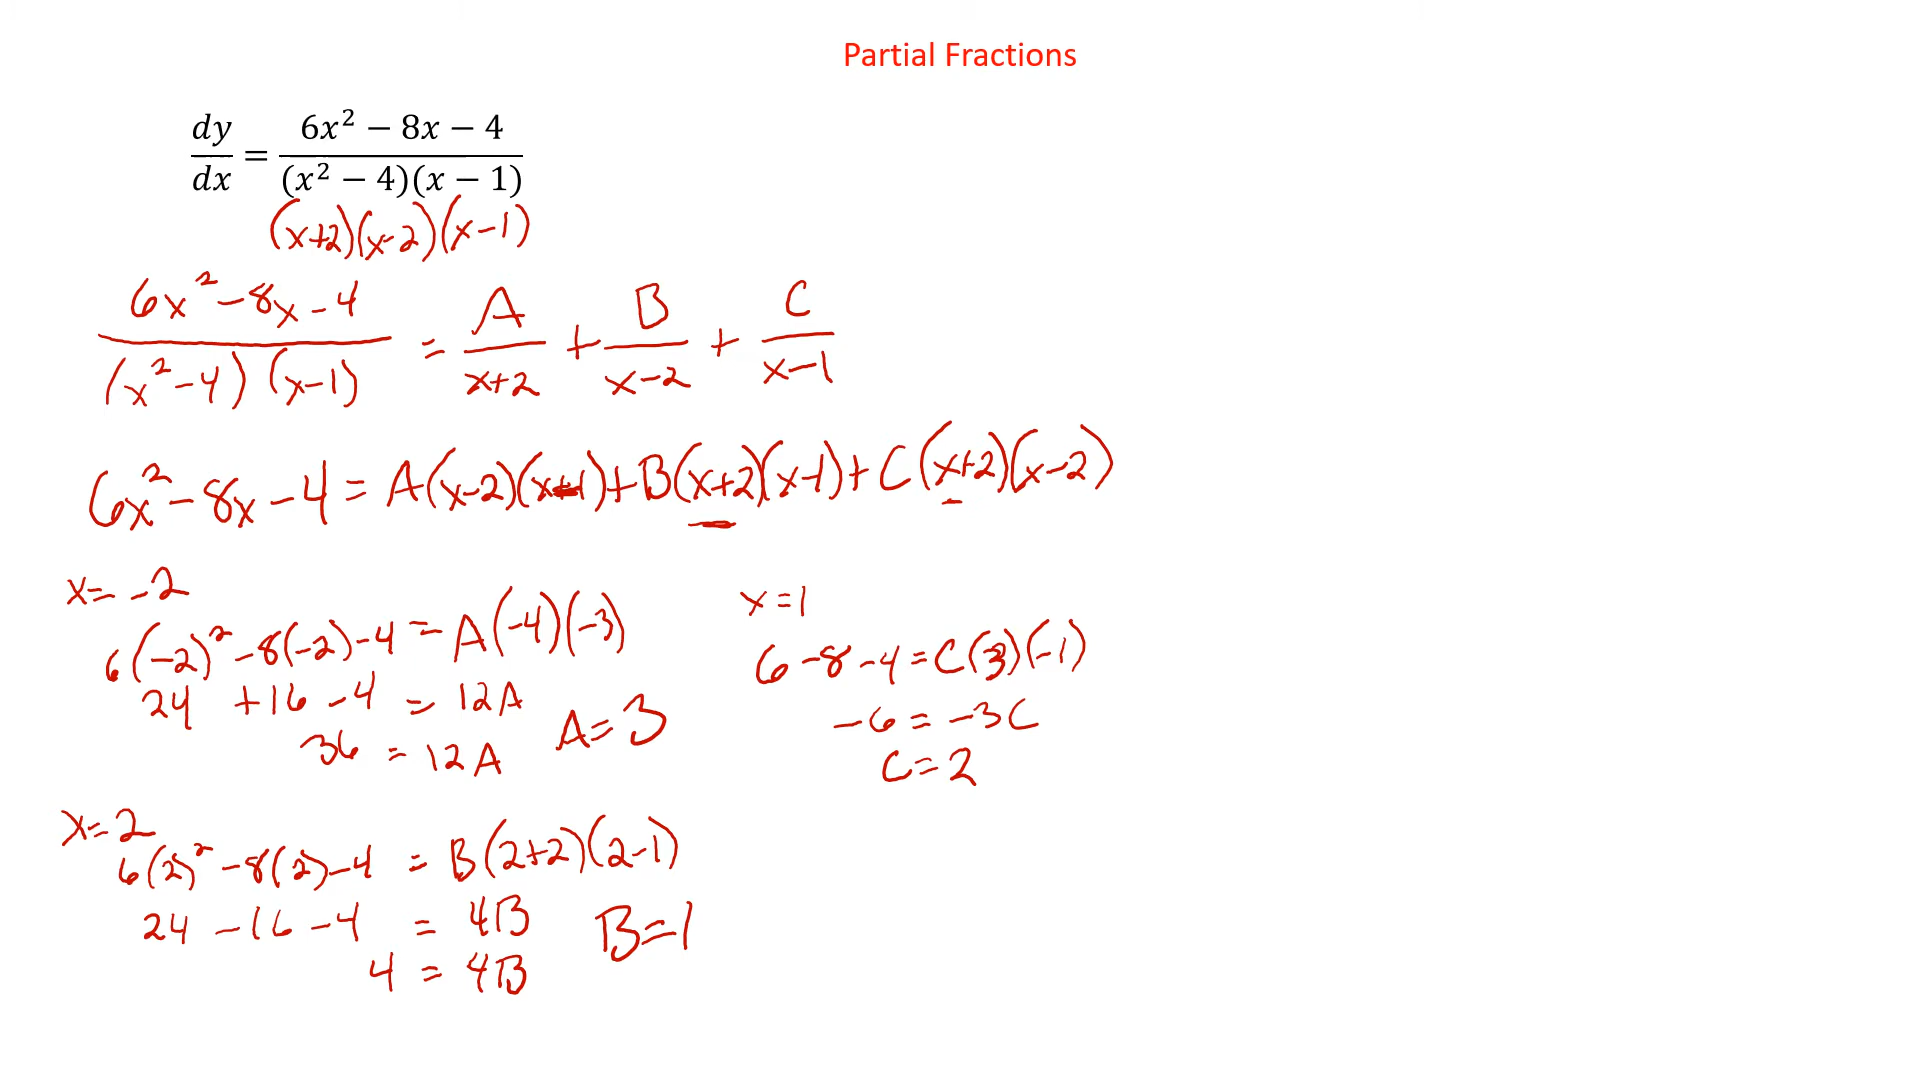 Partial Fractions
dy/dx = (6x² − 8x − 4)/((x² − 4)(x − 1))
(x+2)(x-2)(x-1)
(6x²-8x-4)/((x²-4)(x-1)) = A/(x+2) + B/(x-2) + C/(x-1)
6x²-8x-4 = A(x-2)(x-1)+B(x+2)(x-1)+C(x+2)(x-2)
x=-2
6(-2)²-8(-2)-4 = A(-4)(-3)
24 +16 -4 = 12A
36 = 12A
A=3
x=2
6(2)²-8(2)-4 = B(2+2)(2-1)
24 -16 -4 = 4B
4 = 4B
B=1
x=1
6-8-4=C(3)(-1)
-6=-3C
C=2